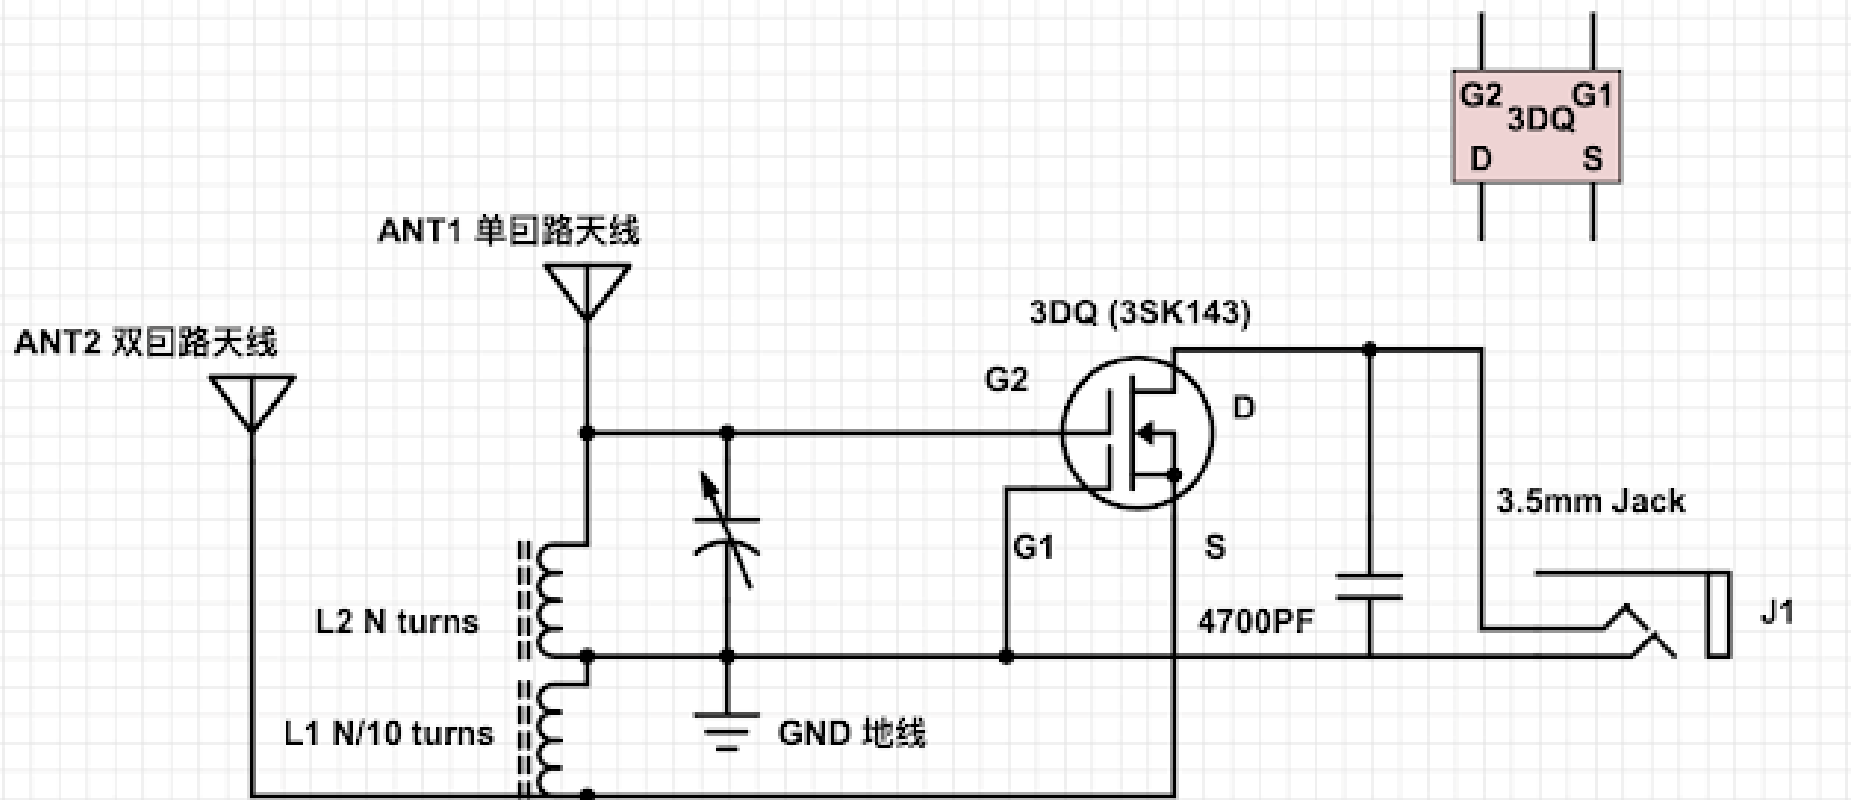 G2 G1
3DQ
D S
ANT1 单回路天线
3DQ (3SK143)
ANT2 双回路天线
G2
D
3.5mm Jack
G1
S
J1
L2 N turns
4700PF
L1 N/10 turns
GND 地线